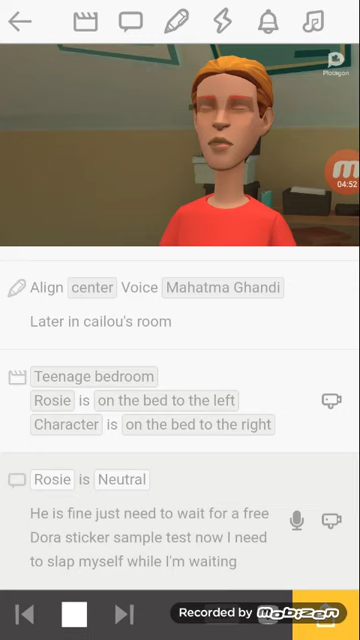 Plotagon
04:52
Align center Voice Mahatma Ghandi
Later in cailou's room
Teenage bedroom
Rosie is on the bed to the left
Character is on the bed to the right
Rosie is Neutral
He is fine just need to wait for a free
Dora sticker sample test now I need
to slap myself while I'm waiting
Recorded by Mobizen